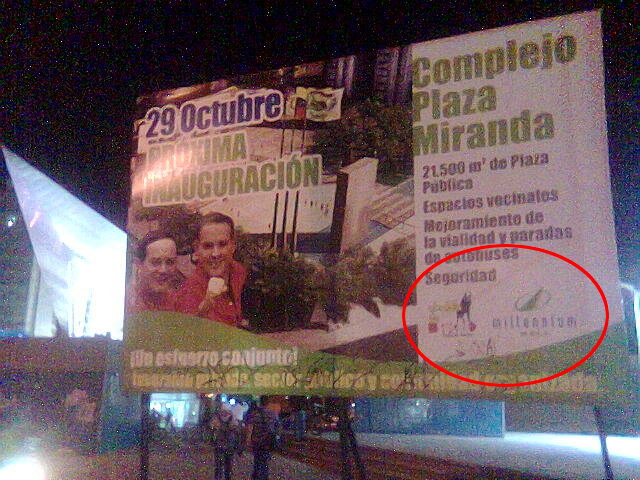 29 Octubre
PRÓXIMA
INAUGURACIÓN
¡Un esfuerzo conjunto!
Complejo
Plaza
Miranda
21.500 m² de Plaza
Pública
Espacios vecinales
Mejoramiento de
la vialidad y paradas
de autobuses
Seguridad
millennium